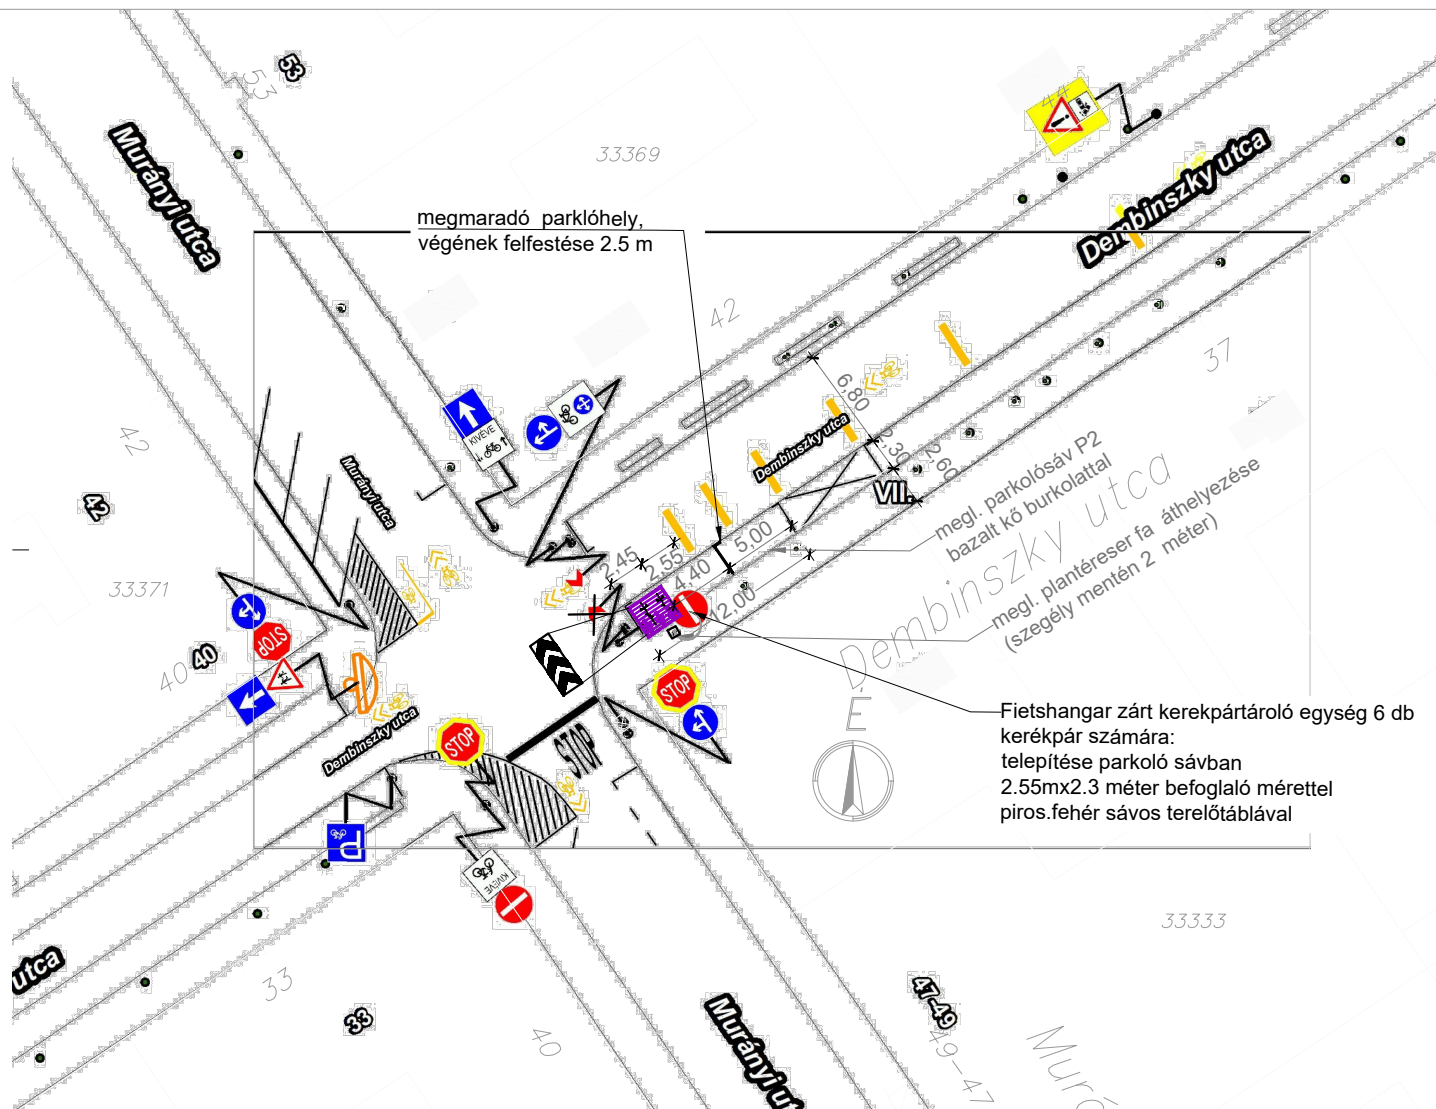 53
53
44
Murányi utca
33369
Dembinszky utca
megmaradó parklóhely,
végének felfestése 2.5 m
42
37
6,80
KIVÉVE
42
Dembinszky utca
2,30
2,60
Murányi utca
VII.
42
megl. parkolósáv P2
bazalt kő burkolattal
2,45
2,55
5,00
4,40
12,00
33371
megl. plantéreser fa áthelyezése
(szegély mentén 2 méter)
Dembinszky utca
STOP
40
40
STOP
É
Fietshangar zárt kerekpártároló egység 6 db
kerékpár számára:
telepítése parkoló sávban
2.55mx2.3 méter befoglaló mérettel
piros.fehér sávos terelőtáblával
Dembinszky utca
STOP
STOP
P
KIVÉVE
33333
utca
33
33
47-49
49-47
40
Murányi ut
Murá